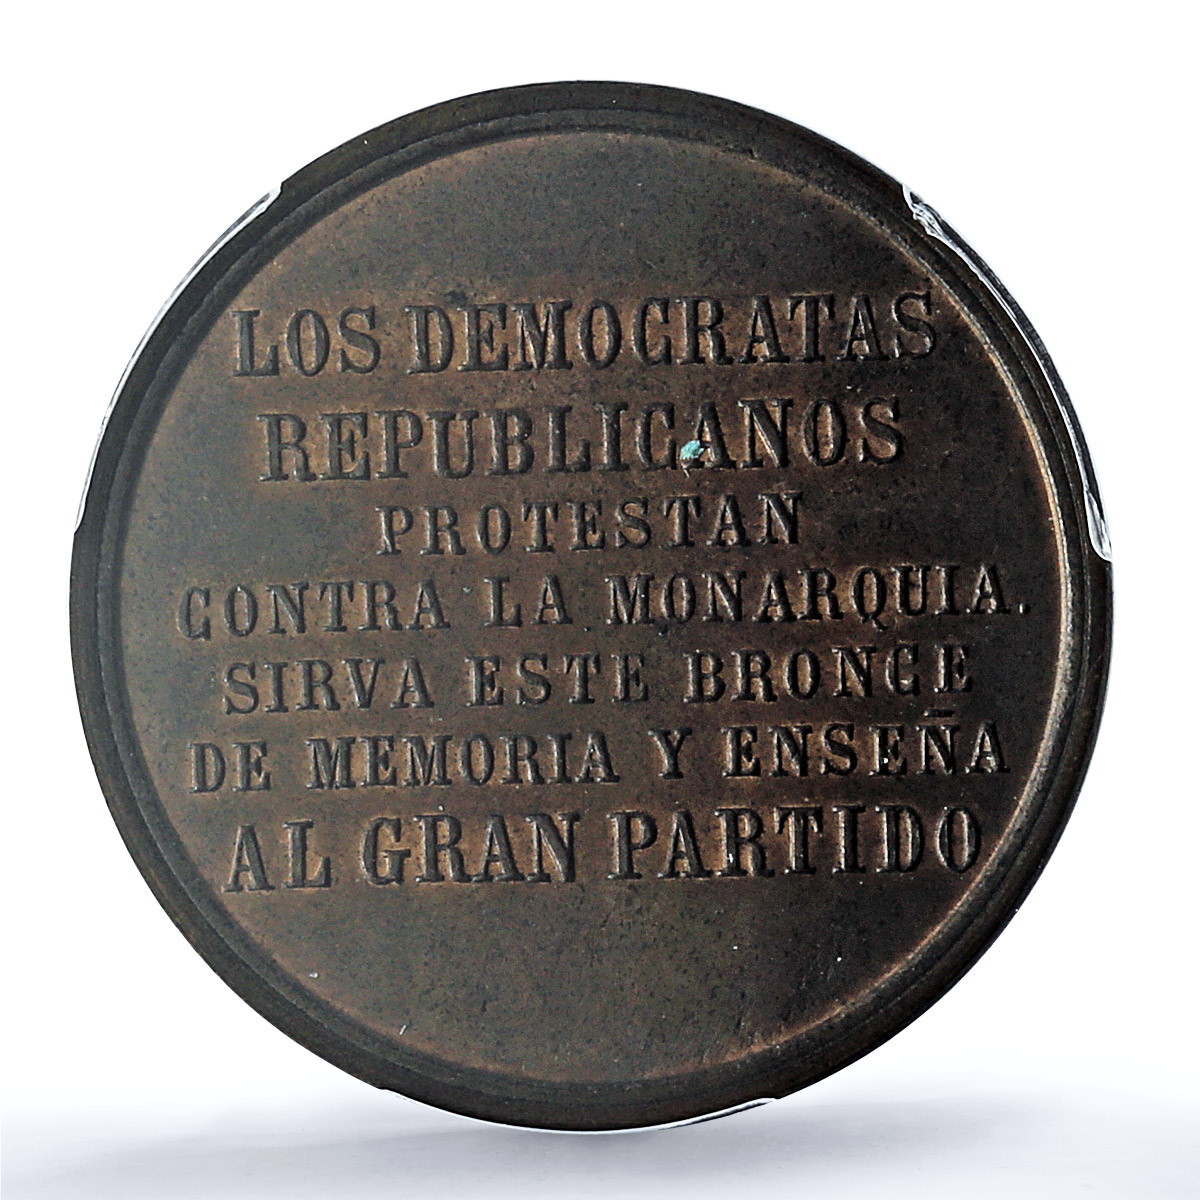 LOS DEMOCRATAS
REPUBLICANOS
PROTESTAN
CONTRA LA MONARQUIA.
SIRVA ESTE BRONCE
DE MEMORIA Y ENSEÑA
AL GRAN PARTIDO